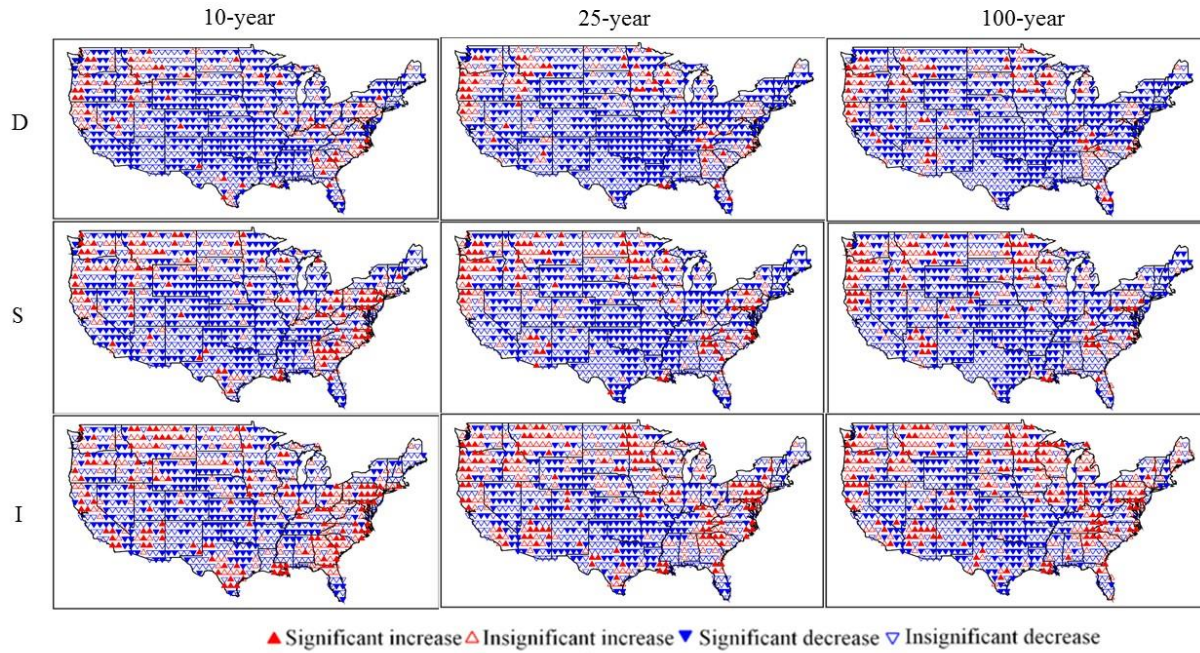 10-year 25-year 100-year
D
S
I
Significant increase Insignificant increase Significant decrease Insignificant decrease